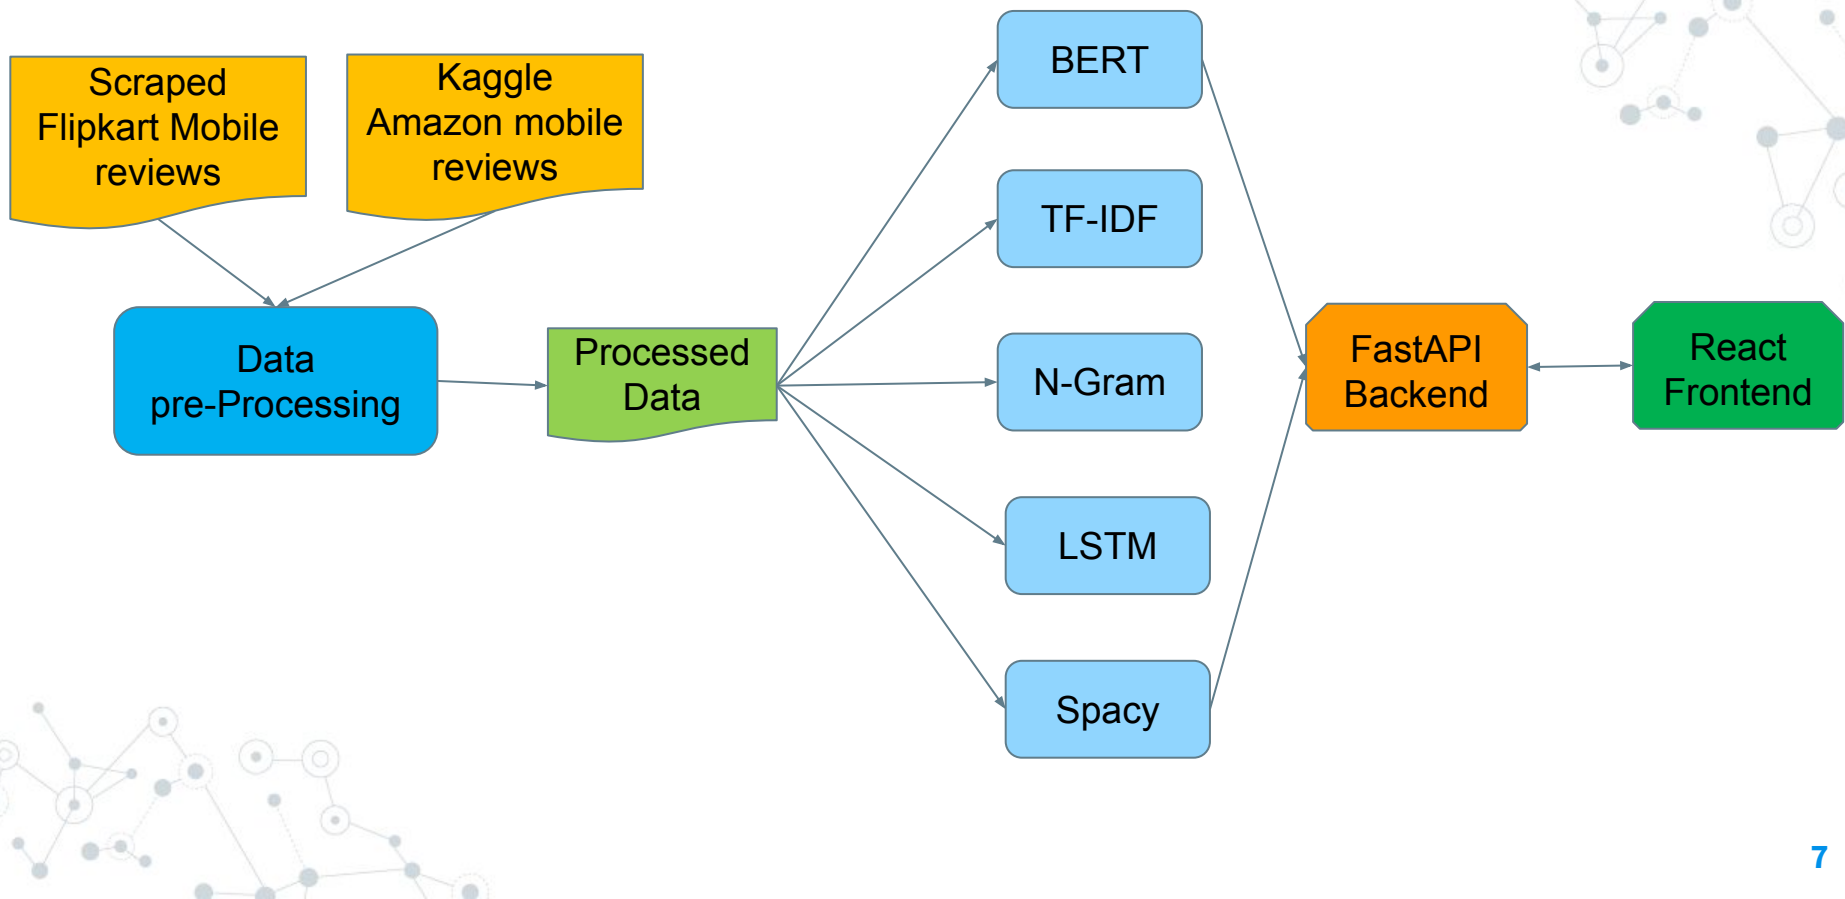 Scraped
Flipkart Mobile
reviews
Kaggle
Amazon mobile
reviews
Data
pre-Processing
Processed
Data
BERT
TF-IDF
N-Gram
LSTM
Spacy
FastAPI
Backend
React
Frontend
7